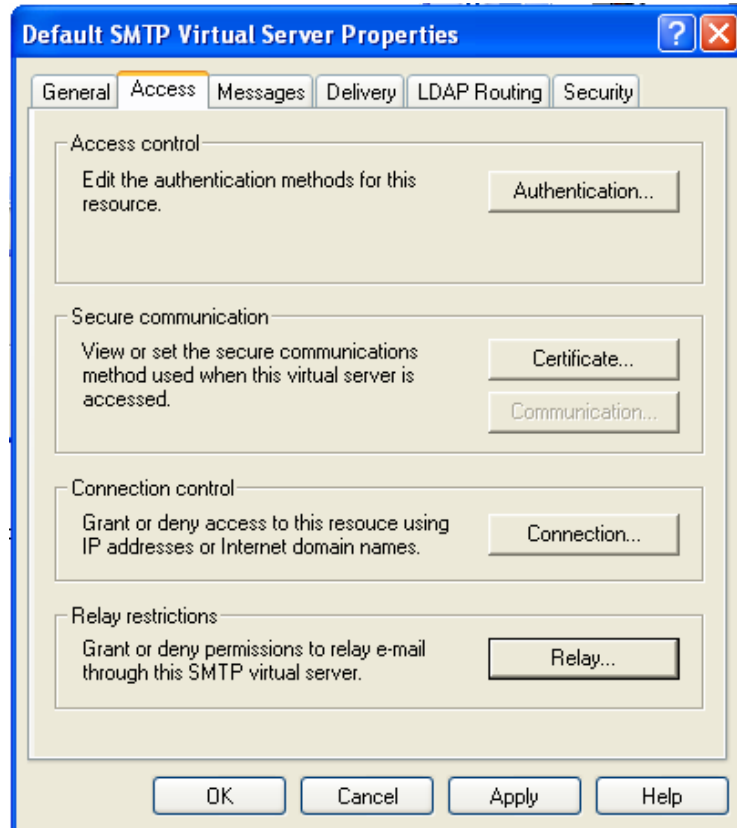 Default SMTP Virtual Server Properties
General Access Messages Delivery LDAP Routing Security
Access control
Edit the authentication methods for this
resource.
Authentication...
Secure communication
View or set the secure communications
method used when this virtual server is
accessed.
Certificate...
Communication...
Connection control
Grant or deny access to this resouce using
IP addresses or Internet domain names.
Connection...
Relay restrictions
Grant or deny permissions to relay e-mail
through this SMTP virtual server.
Relay...
OK Cancel Apply Help